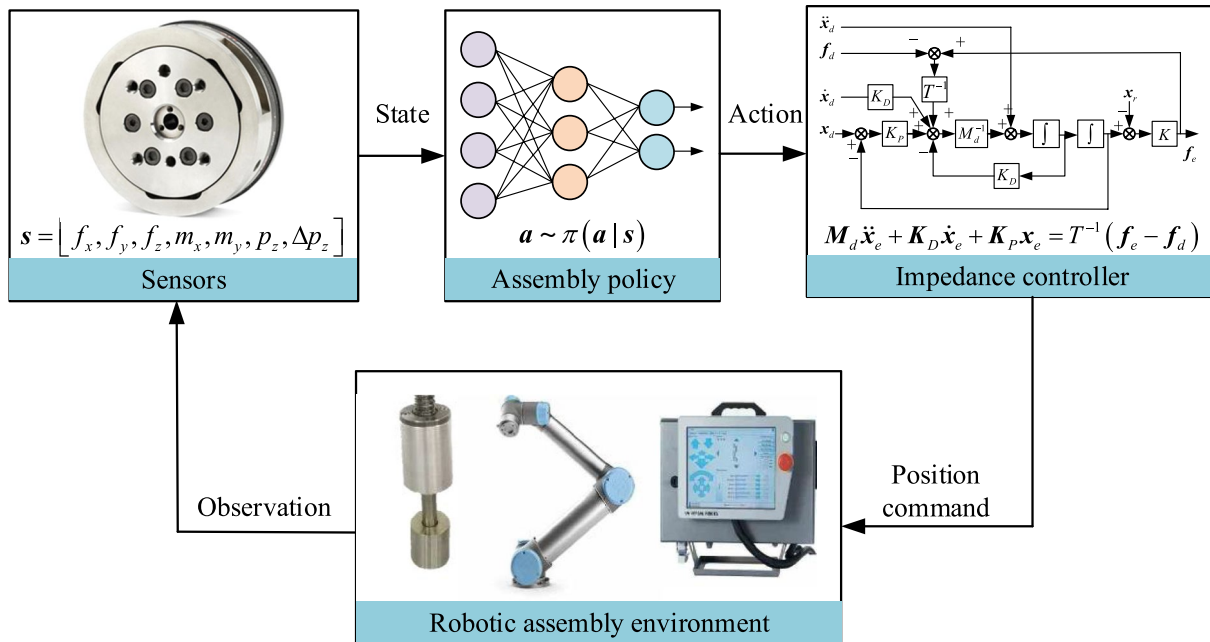 s = [ f_x, f_y, f_z, m_x, m_y, p_z, Δp_z ]
Sensors
State
a ~ π(a | s)
Assembly policy
Action
ẍ_d
f_d
−
+
T⁻¹
ẋ_d
K_D
x_r
+
+
+
−
x_d
K_P
+
M_d⁻¹
+
∫
∫
+
K
+
−
−
K_D
f_e
M_d ẍ_e + K_D ẋ_e + K_P x_e = T⁻¹(f_e − f_d)
Impedance controller
Observation
Position
command
UNIVERSAL ROBOTS
Robotic assembly environment